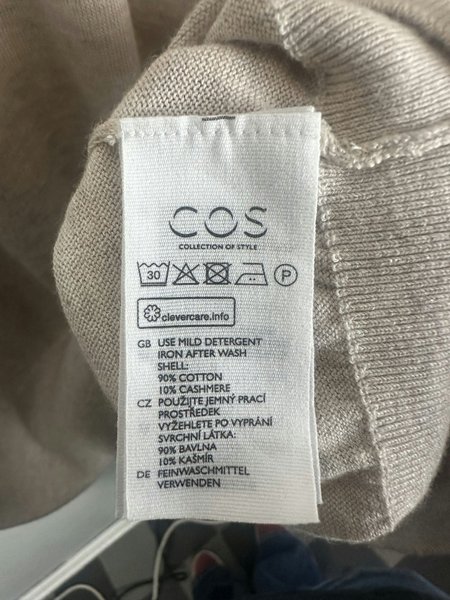 COS
COLLECTION OF STYLE
30 P
clevercare.info
GB USE MILD DETERGENT
IRON AFTER WASH
SHELL:
90% COTTON
10% CASHMERE
CZ POUŽIJTE JEMNÝ PRACÍ
PROSTŘEDEK
VYŽEHLETE PO VYPRÁNÍ
SVRCHNÍ LÁTKA:
90% BAVLNA
10% KAŠMÍR
DE FEINWASCHMITTEL
VERWENDEN